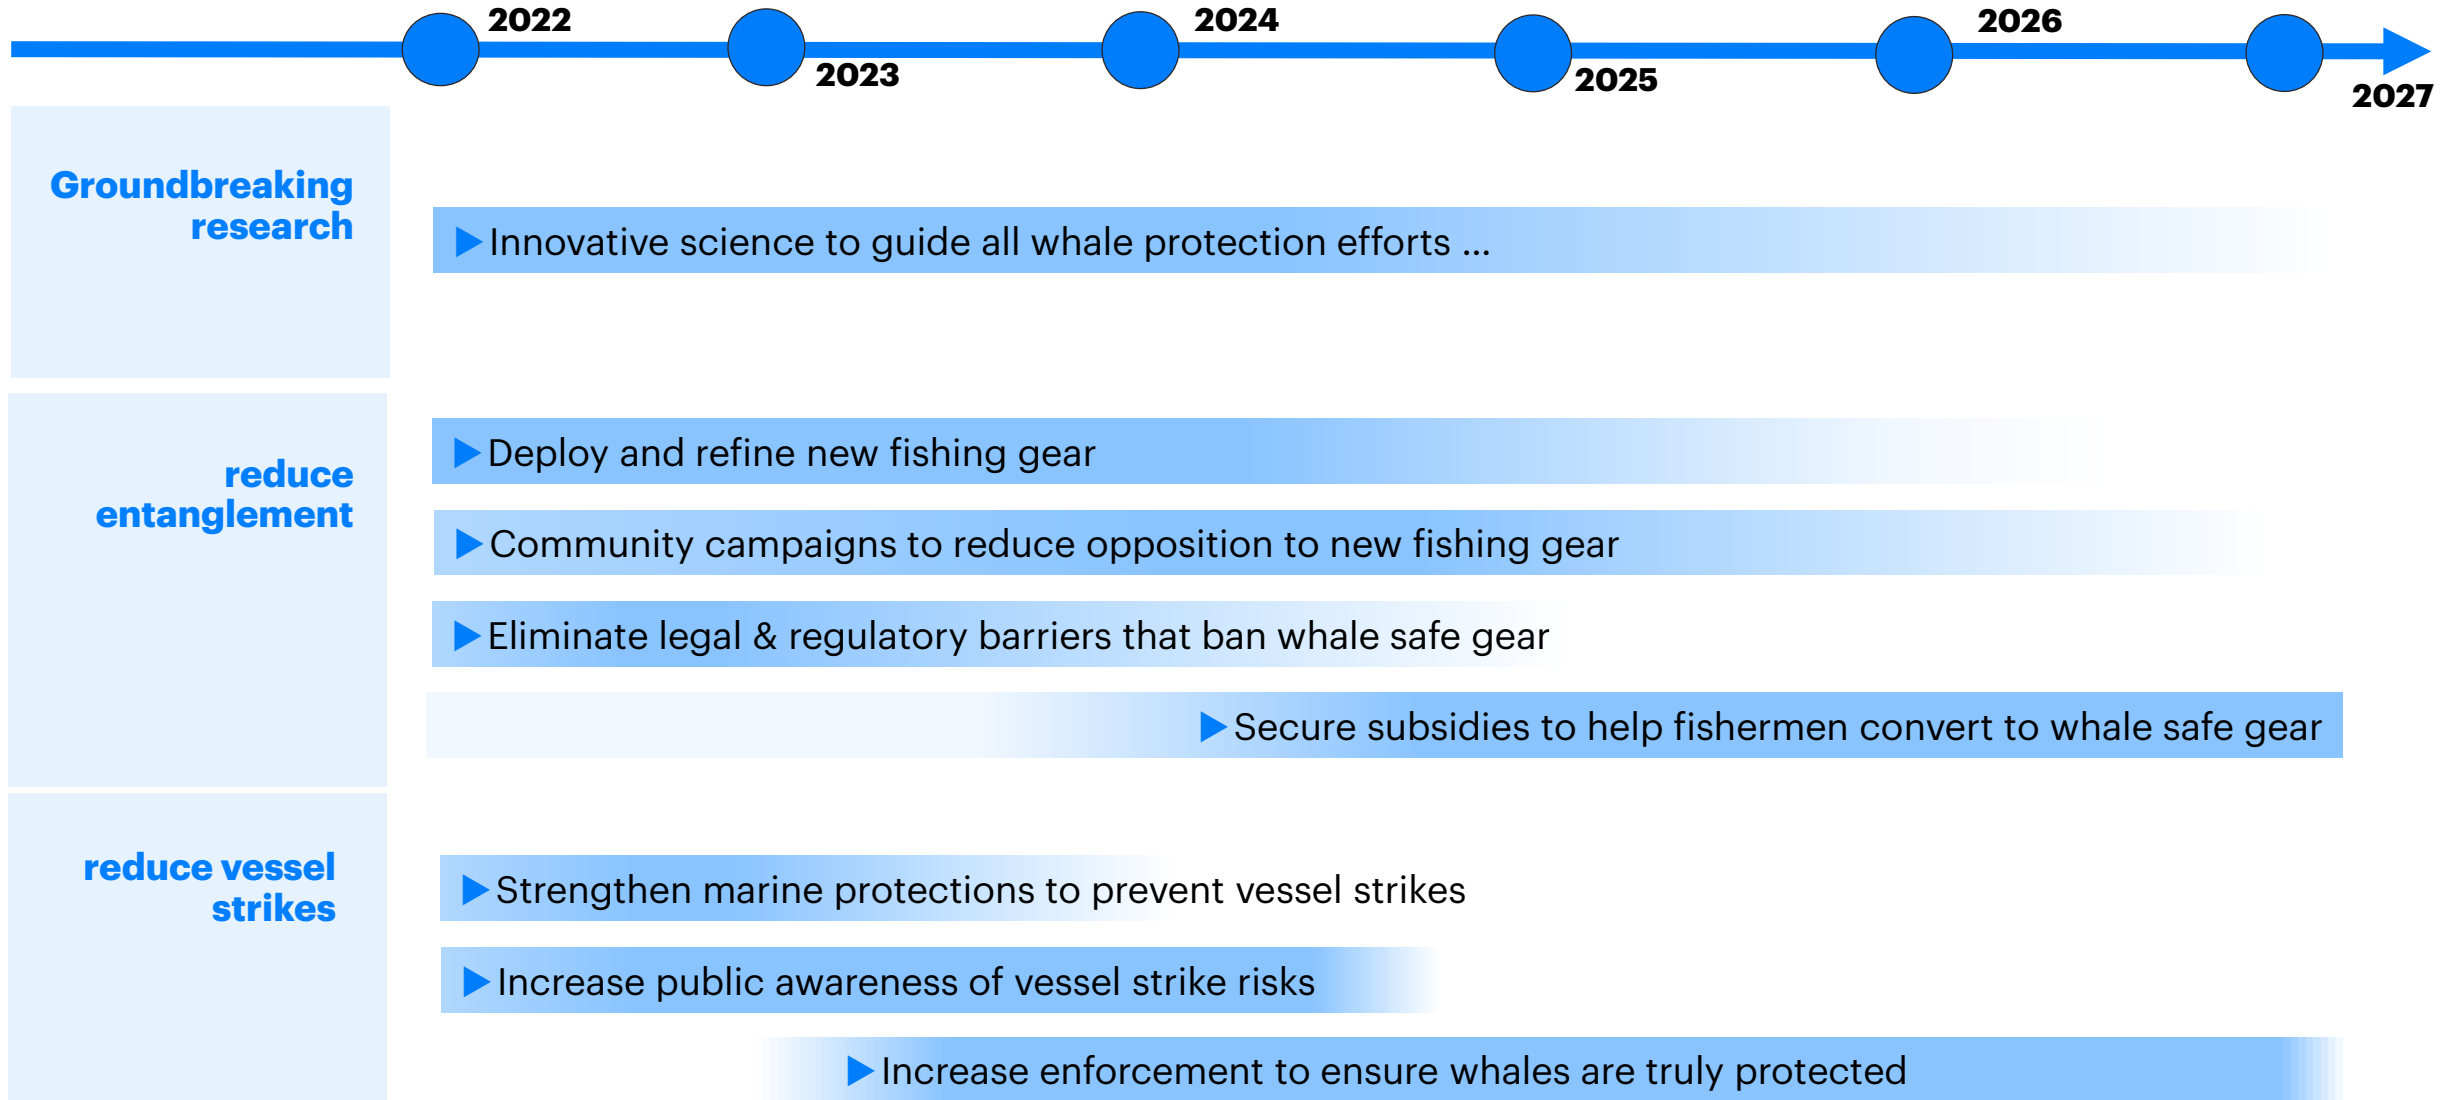 2022
2023
2024
2025
2026
2027
Groundbreaking
research
Innovative science to guide all whale protection efforts ...
reduce
entanglement
Deploy and refine new fishing gear
Community campaigns to reduce opposition to new fishing gear
Eliminate legal & regulatory barriers that ban whale safe gear
Secure subsidies to help fishermen convert to whale safe gear
reduce vessel
strikes
Strengthen marine protections to prevent vessel strikes
Increase public awareness of vessel strike risks
Increase enforcement to ensure whales are truly protected